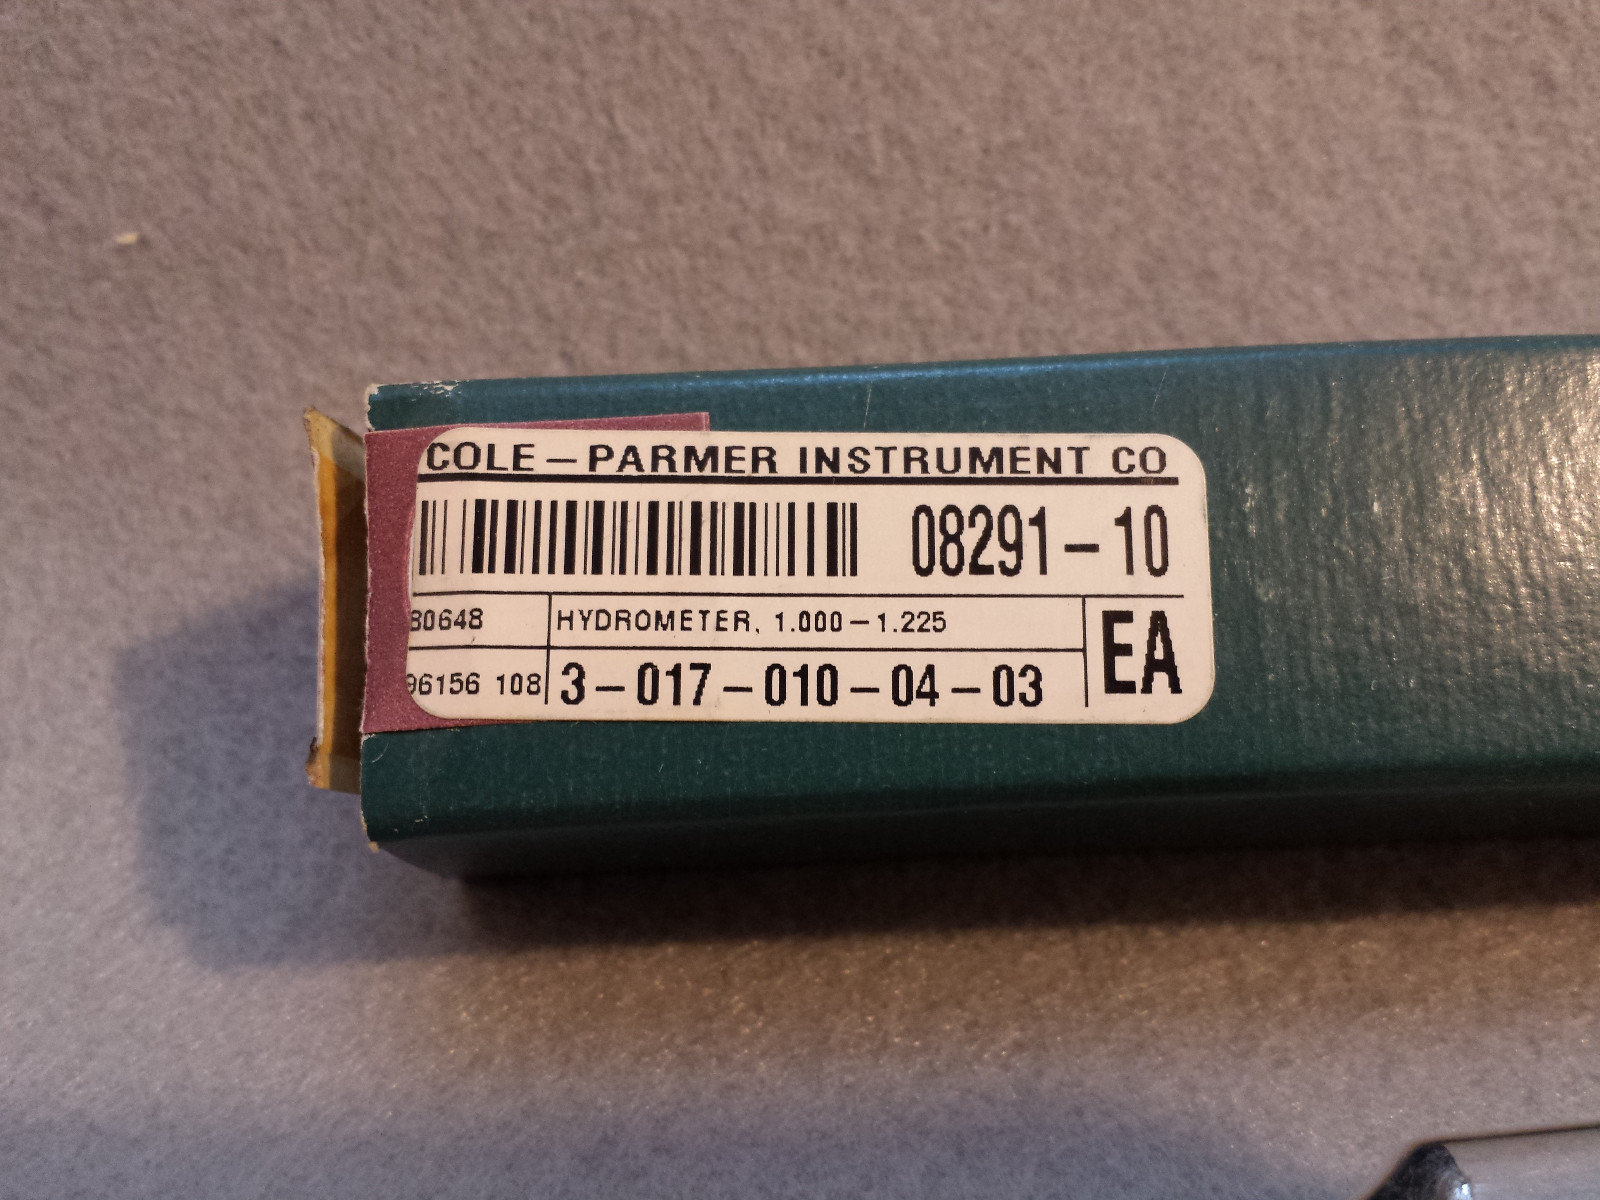 COLE-PARMER INSTRUMENT CO
08291-10
80648
HYDROMETER, 1.000-1.225
EA
96156 108
3-017-010-04-03